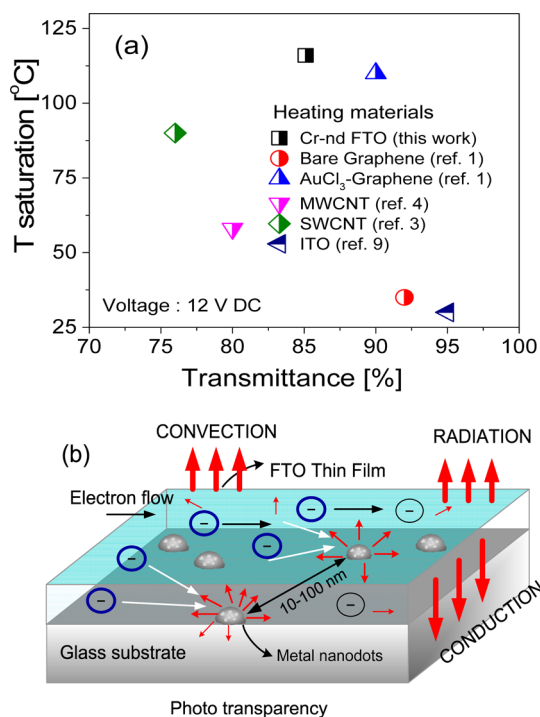 (a)
T saturation [°C]
125
100
75
50
25
Heating materials
Cr-nd FTO (this work)
Bare Graphene (ref. 1)
AuCl₃-Graphene (ref. 1)
MWCNT (ref. 4)
SWCNT (ref. 3)
ITO (ref. 9)
Voltage : 12 V DC
70 75 80 85 90 95 100
Transmittance [%]
(b)
CONVECTION
RADIATION
FTO Thin Film
Electron flow
10-100 nm
CONDUCTION
Glass substrate
Metal nanodots
Photo transparency